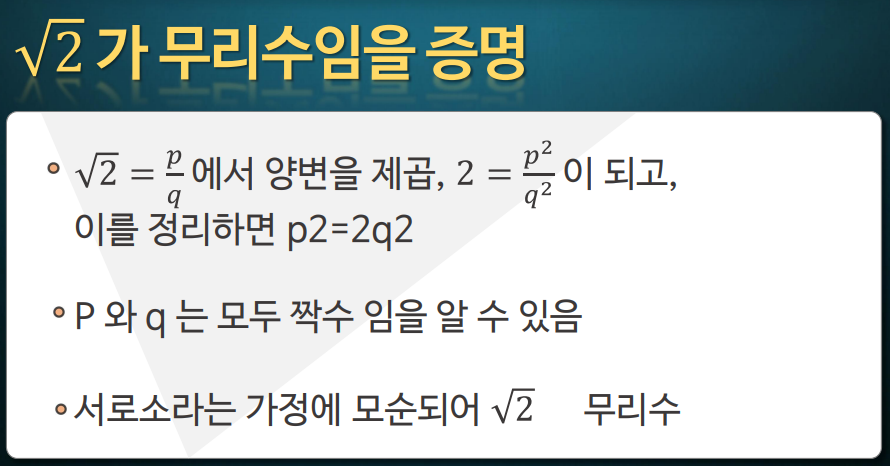 √2 가 무리수임을 증명
√2 = p/q 에서 양변을 제곱, 2 = p²/q² 이 되고,
이를 정리하면 p2=2q2
P 와 q 는 모두 짝수 임을 알 수 있음
서로소라는 가정에 모순되어 √2 무리수